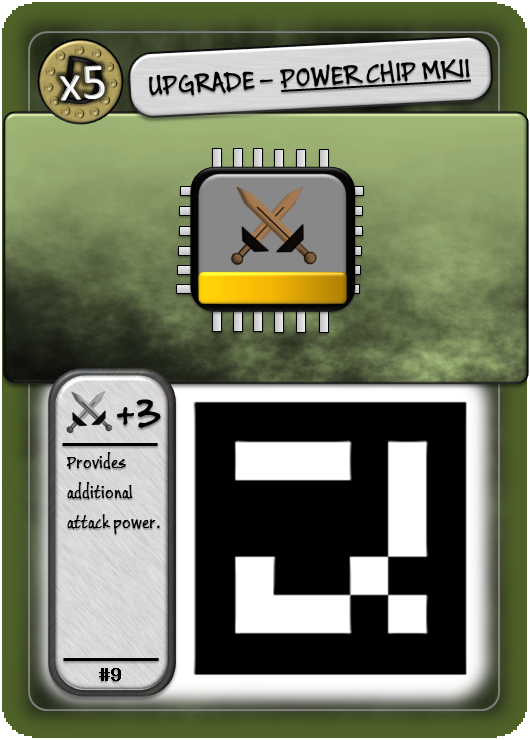 x5
UPGRADE – POWER CHIP MKII
+3
Provides
additional
attack power.
#9